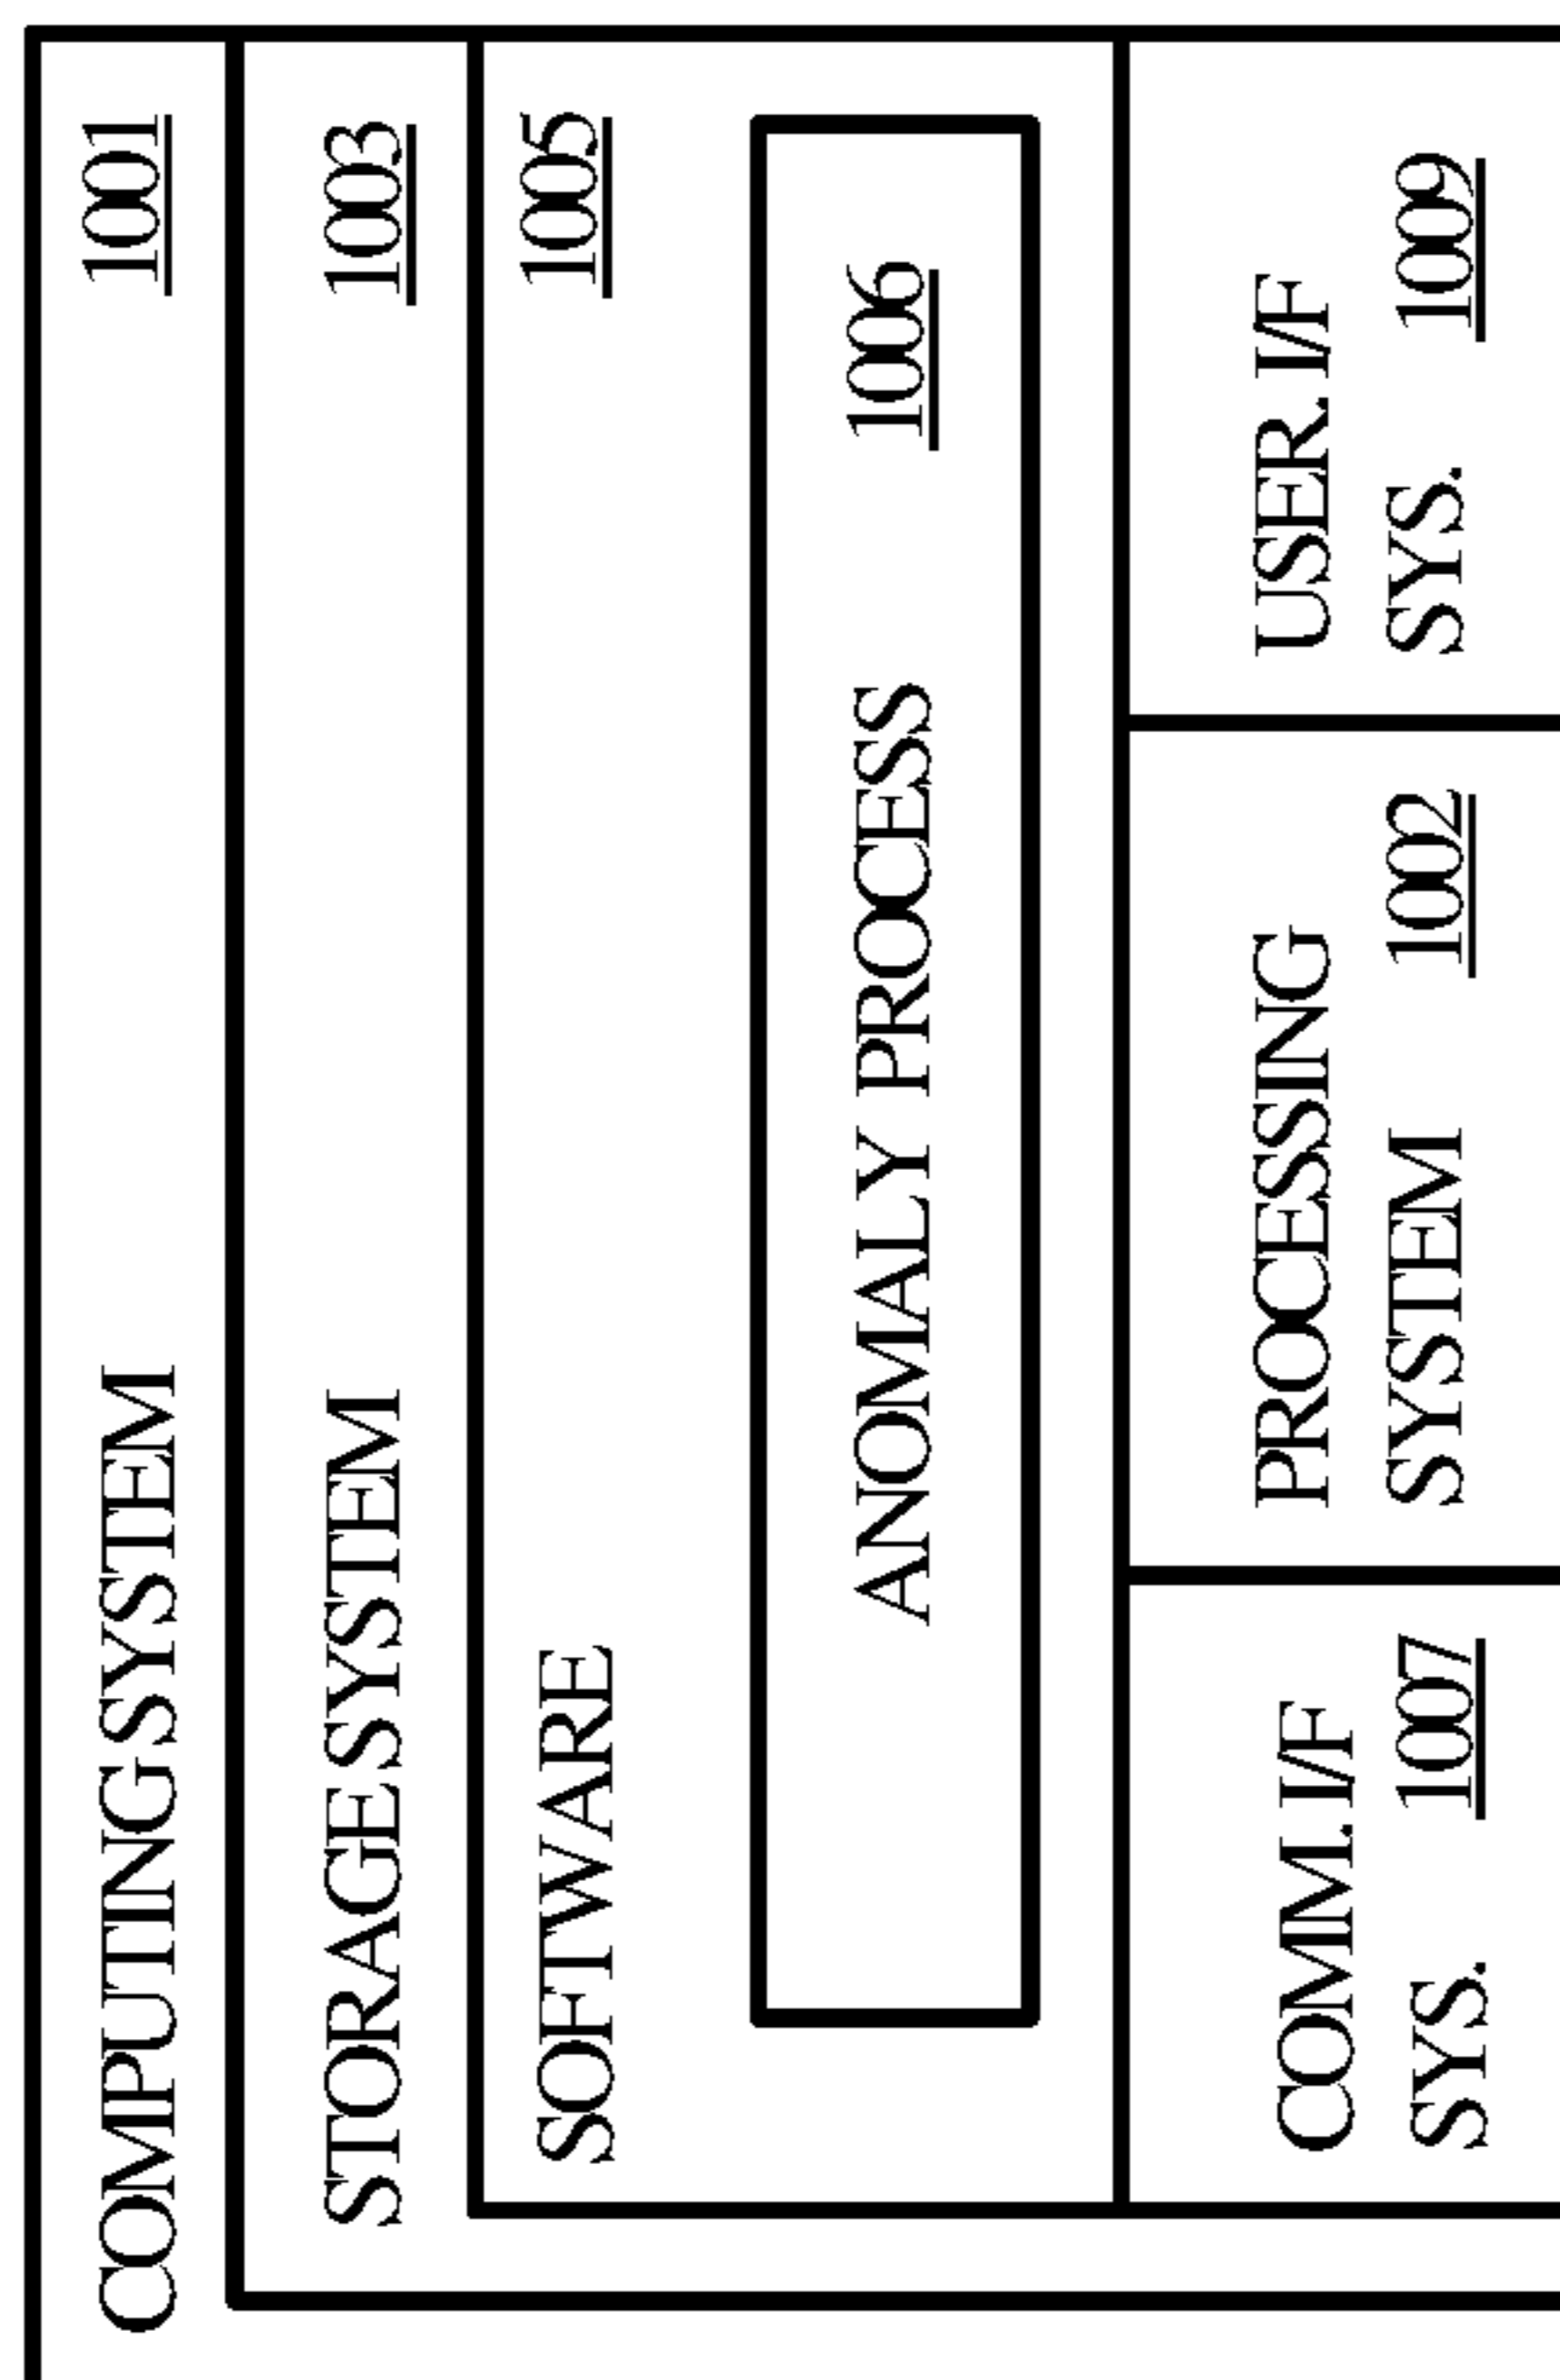 COMPUTING SYSTEM 1001
STORAGE SYSTEM 1003
SOFTWARE 1005
ANOMALY PROCESS 1006
COMM. I/F
SYS. 1007
PROCESSING
SYSTEM 1002
USER. I/F
SYS. 1009